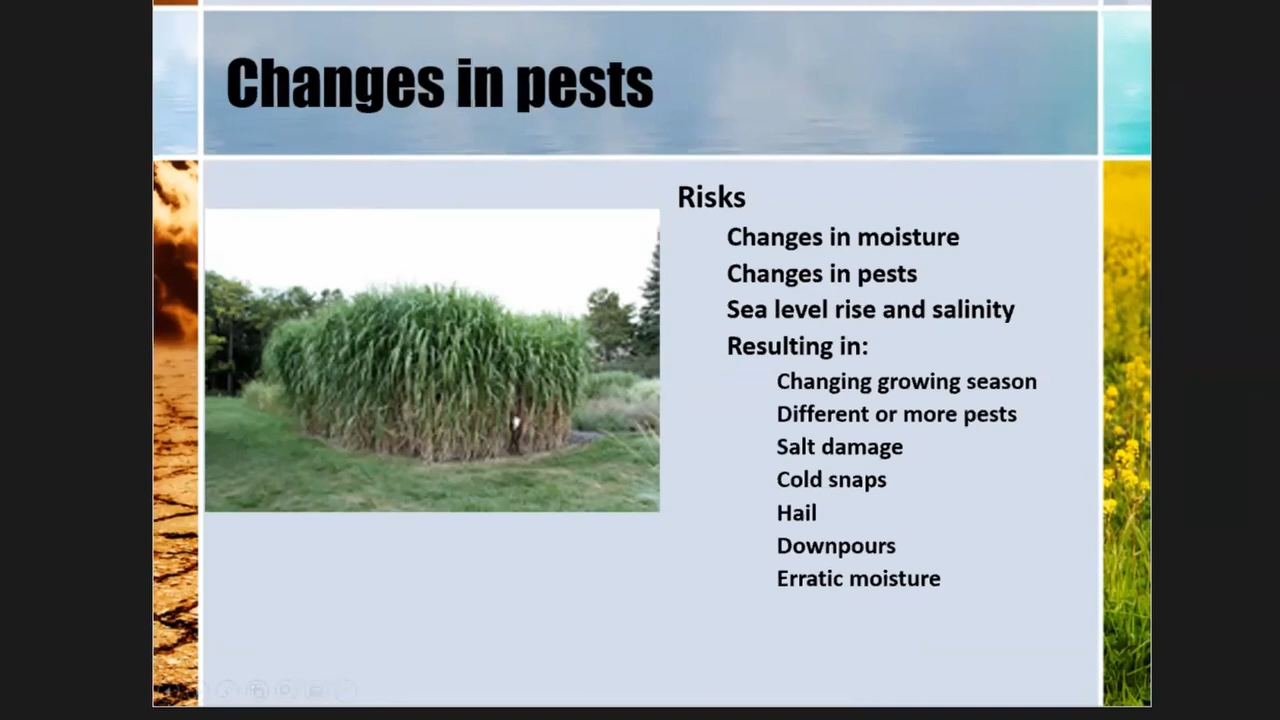 Changes in pests
Risks
Changes in moisture
Changes in pests
Sea level rise and salinity
Resulting in:
Changing growing season
Different or more pests
Salt damage
Cold snaps
Hail
Downpours
Erratic moisture